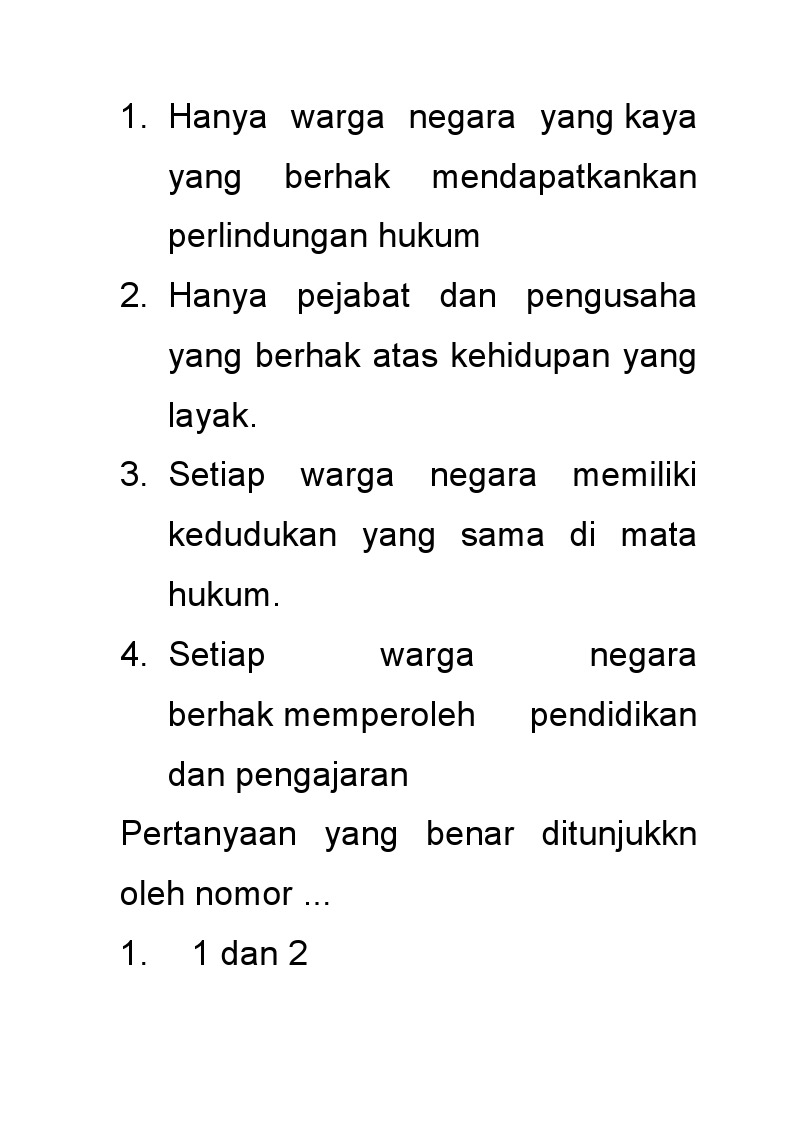 1. Hanya warga negara yang kaya
yang berhak mendapatkankan
perlindungan hukum
2. Hanya pejabat dan pengusaha
yang berhak atas kehidupan yang
layak.
3. Setiap warga negara memiliki
kedudukan yang sama di mata
hukum.
4. Setiap warga negara
berhak memperoleh pendidikan
dan pengajaran
Pertanyaan yang benar ditunjukkn
oleh nomor ...
1. 1 dan 2